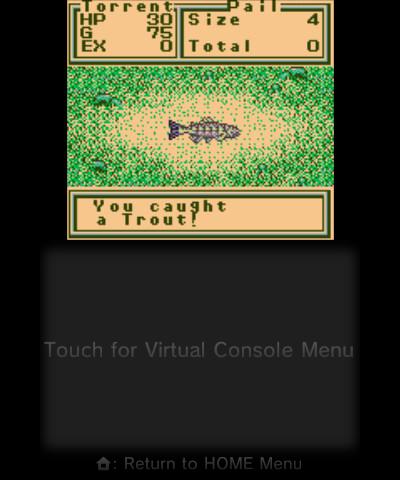 Torrent Pail
HP 30 Size 4
G 75
EX 0 Total 0
You caught
a Trout!
Touch for Virtual Console Menu
: Return to HOME Menu